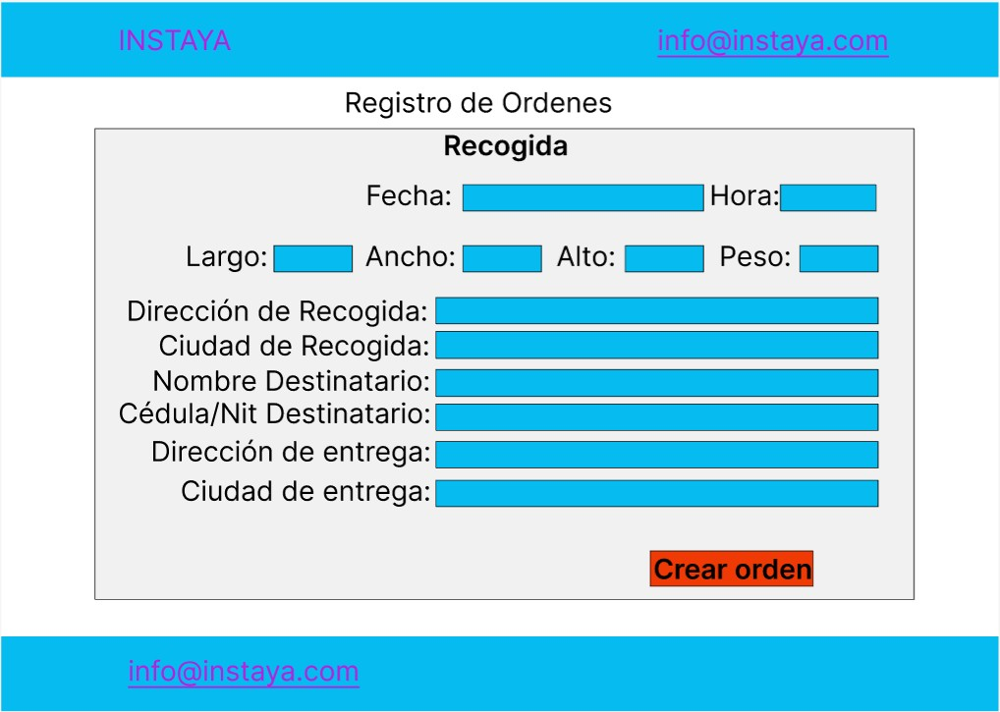 INSTAYA info@instaya.com
Registro de Ordenes
Recogida
Fecha: Hora:
Largo: Ancho: Alto: Peso:
Dirección de Recogida:
Ciudad de Recogida:
Nombre Destinatario:
Cédula/Nit Destinatario:
Dirección de entrega:
Ciudad de entrega:
Crear orden
info@instaya.com